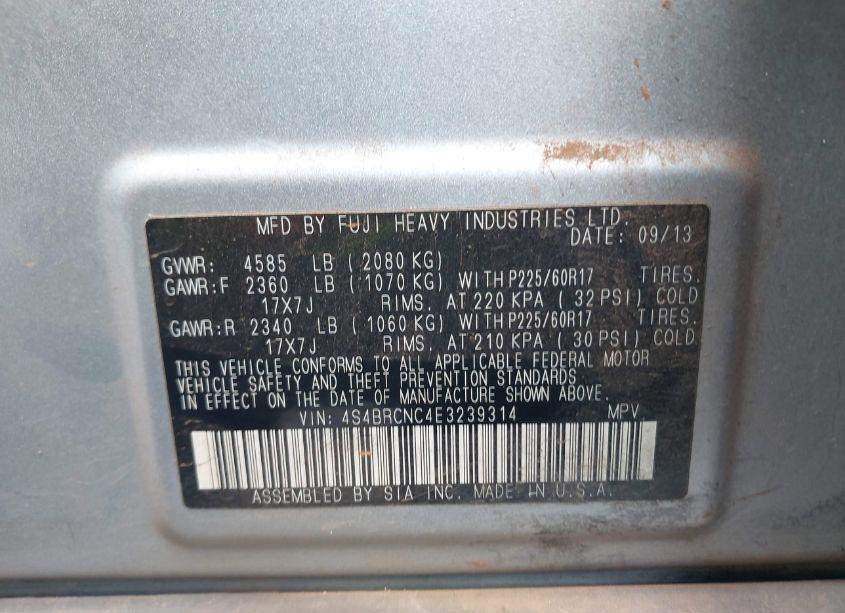 MFD BY FUJI HEAVY INDUSTRIES LTD.
DATE: 09/13
GVWR: 4585 LB ( 2080 KG)
GAWR:F 2360 LB ( 1070 KG) WITH P225/60R17 TIRES.
17X7J RIMS. AT 220 KPA ( 32 PSI) COLD
GAWR:R 2340 LB ( 1060 KG) WITH P225/60R17 TIRES.
17X7J RIMS. AT 210 KPA ( 30 PSI) COLD
THIS VEHICLE CONFORMS TO ALL APPLICABLE FEDERAL MOTOR
VEHICLE SAFETY AND THEFT PREVENTION STANDARDS
IN EFFECT ON THE DATE OF MANUFACTURE SHOWN ABOVE.
VIN: 4S4BRCNC4E3239314 MPV
ASSEMBLED BY SIA INC. MADE IN U.S.A.